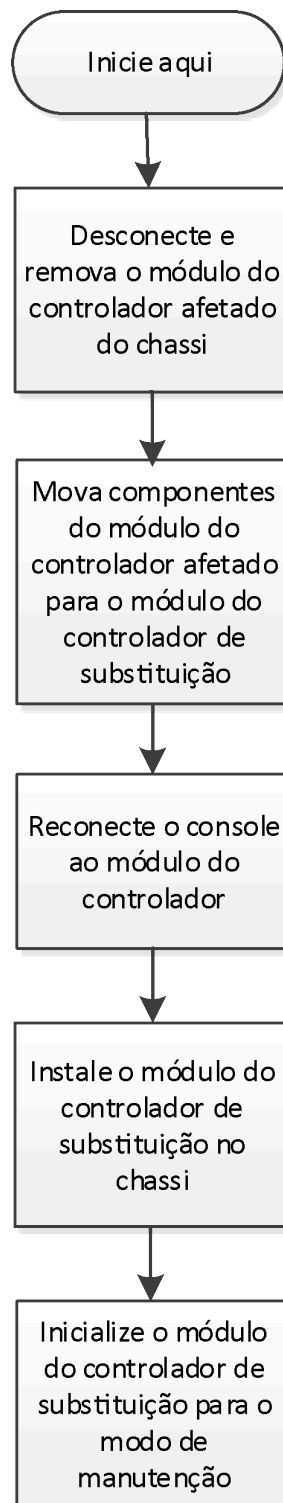 Inicie aqui
Desconecte e
remova o módulo do
controlador afetado
do chassi
Mova componentes
do módulo do
controlador afetado
para o módulo do
controlador de
substituição
Reconecte o console
ao módulo do
controlador
Instale o módulo do
controlador de
substituição no
chassi
Inicialize o módulo
do controlador de
substituição para o
modo de
manutenção